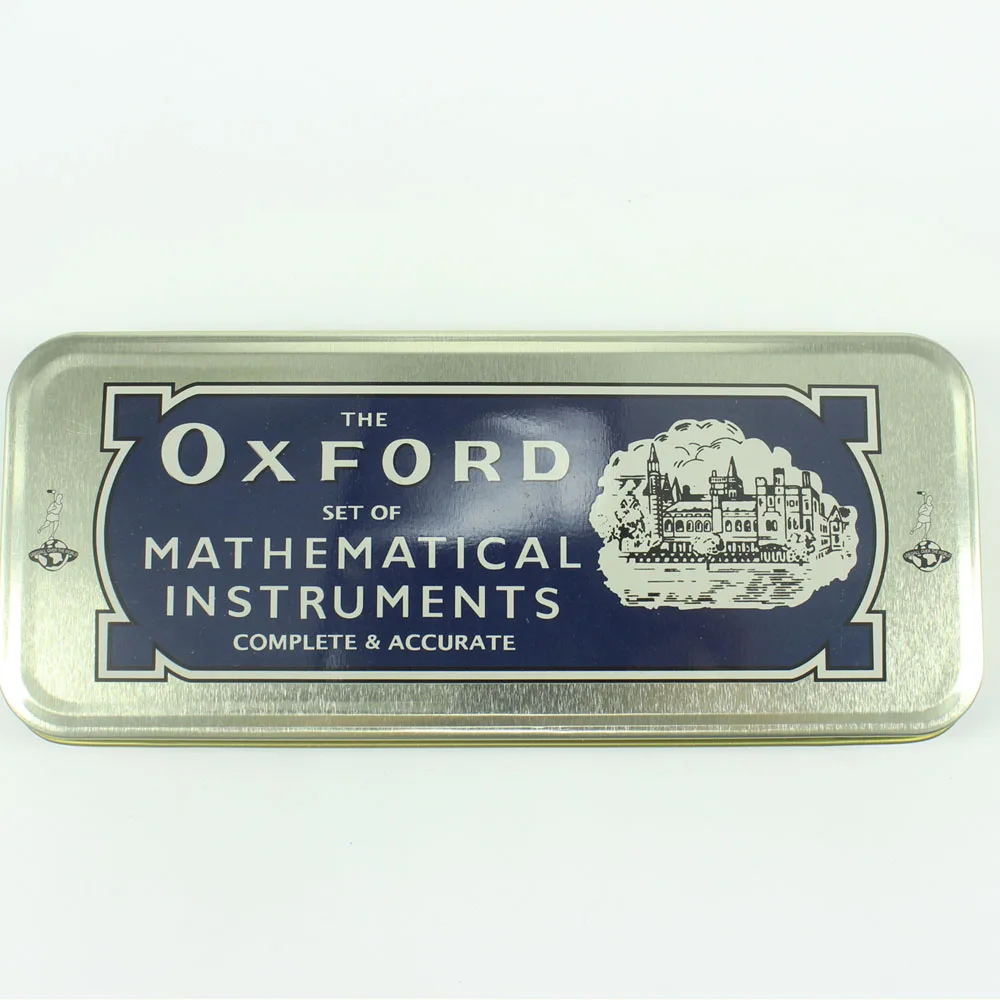 THE
OXFORD
SET OF
MATHEMATICAL
INSTRUMENTS
COMPLETE & ACCURATE